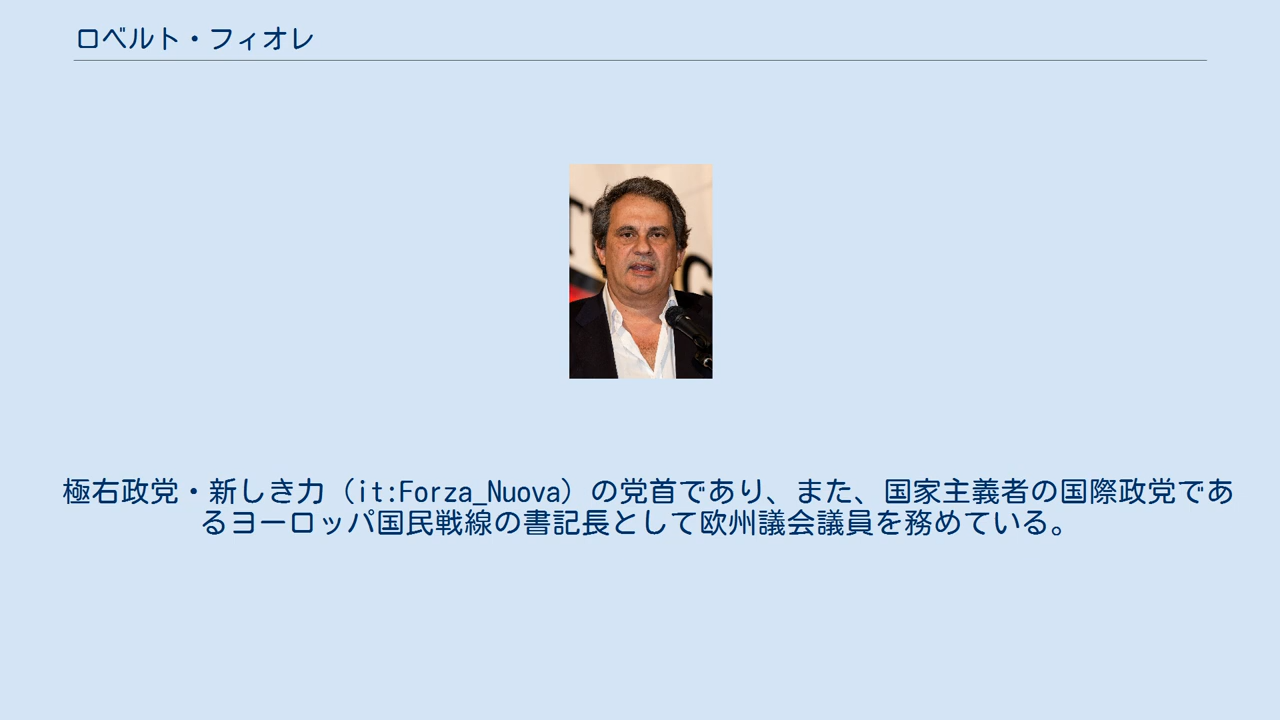 ロベルト・フィオレ
極右政党・新しき力（it:Forza_Nuova）の党首であり、また、国家主義者の国際政党であ
るヨーロッパ国民戦線の書記長として欧州議会議員を務めている。